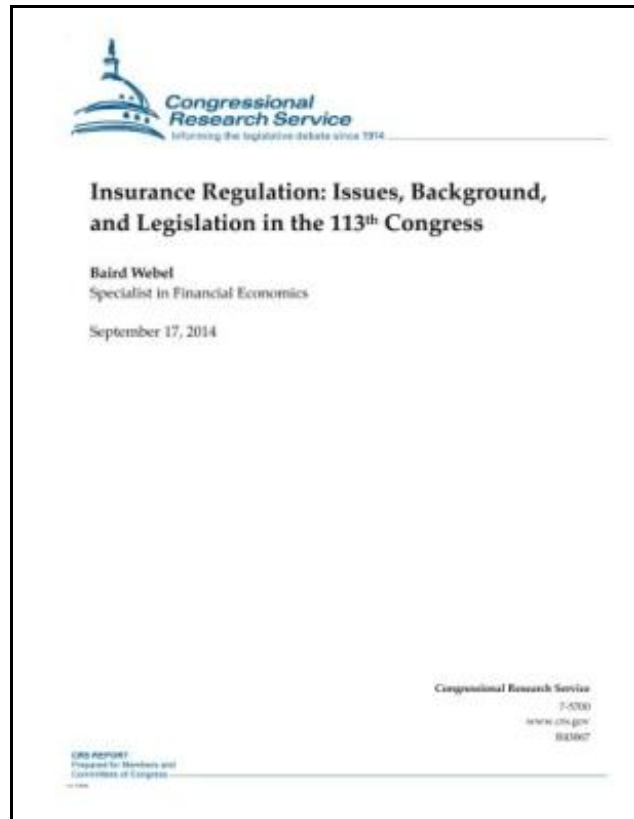 Congressional
Research Service
Informing the legislative debate since 1914
Insurance Regulation: Issues, Background,
and Legislation in the 113th Congress
Baird Webel
Specialist in Financial Economics
September 17, 2014
Congressional Research Service
7-5700
www.crs.gov
CRS REPORT
Prepared for Members and
Committees of Congress